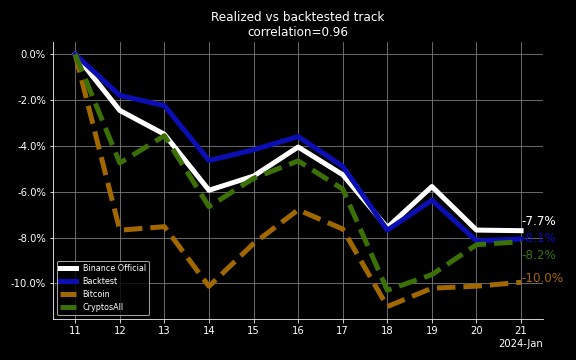 Realized vs backtested track
correlation=0.96
0.0%
-2.0%
-4.0%
-6.0%
-8.0%
-10.0%
-7.7%
-8.1%
-8.2%
-10.0%
Binance Official
Backtest
Bitcoin
CryptosAll
11 12 13 14 15 16 17 18 19 20 21
2024-Jan